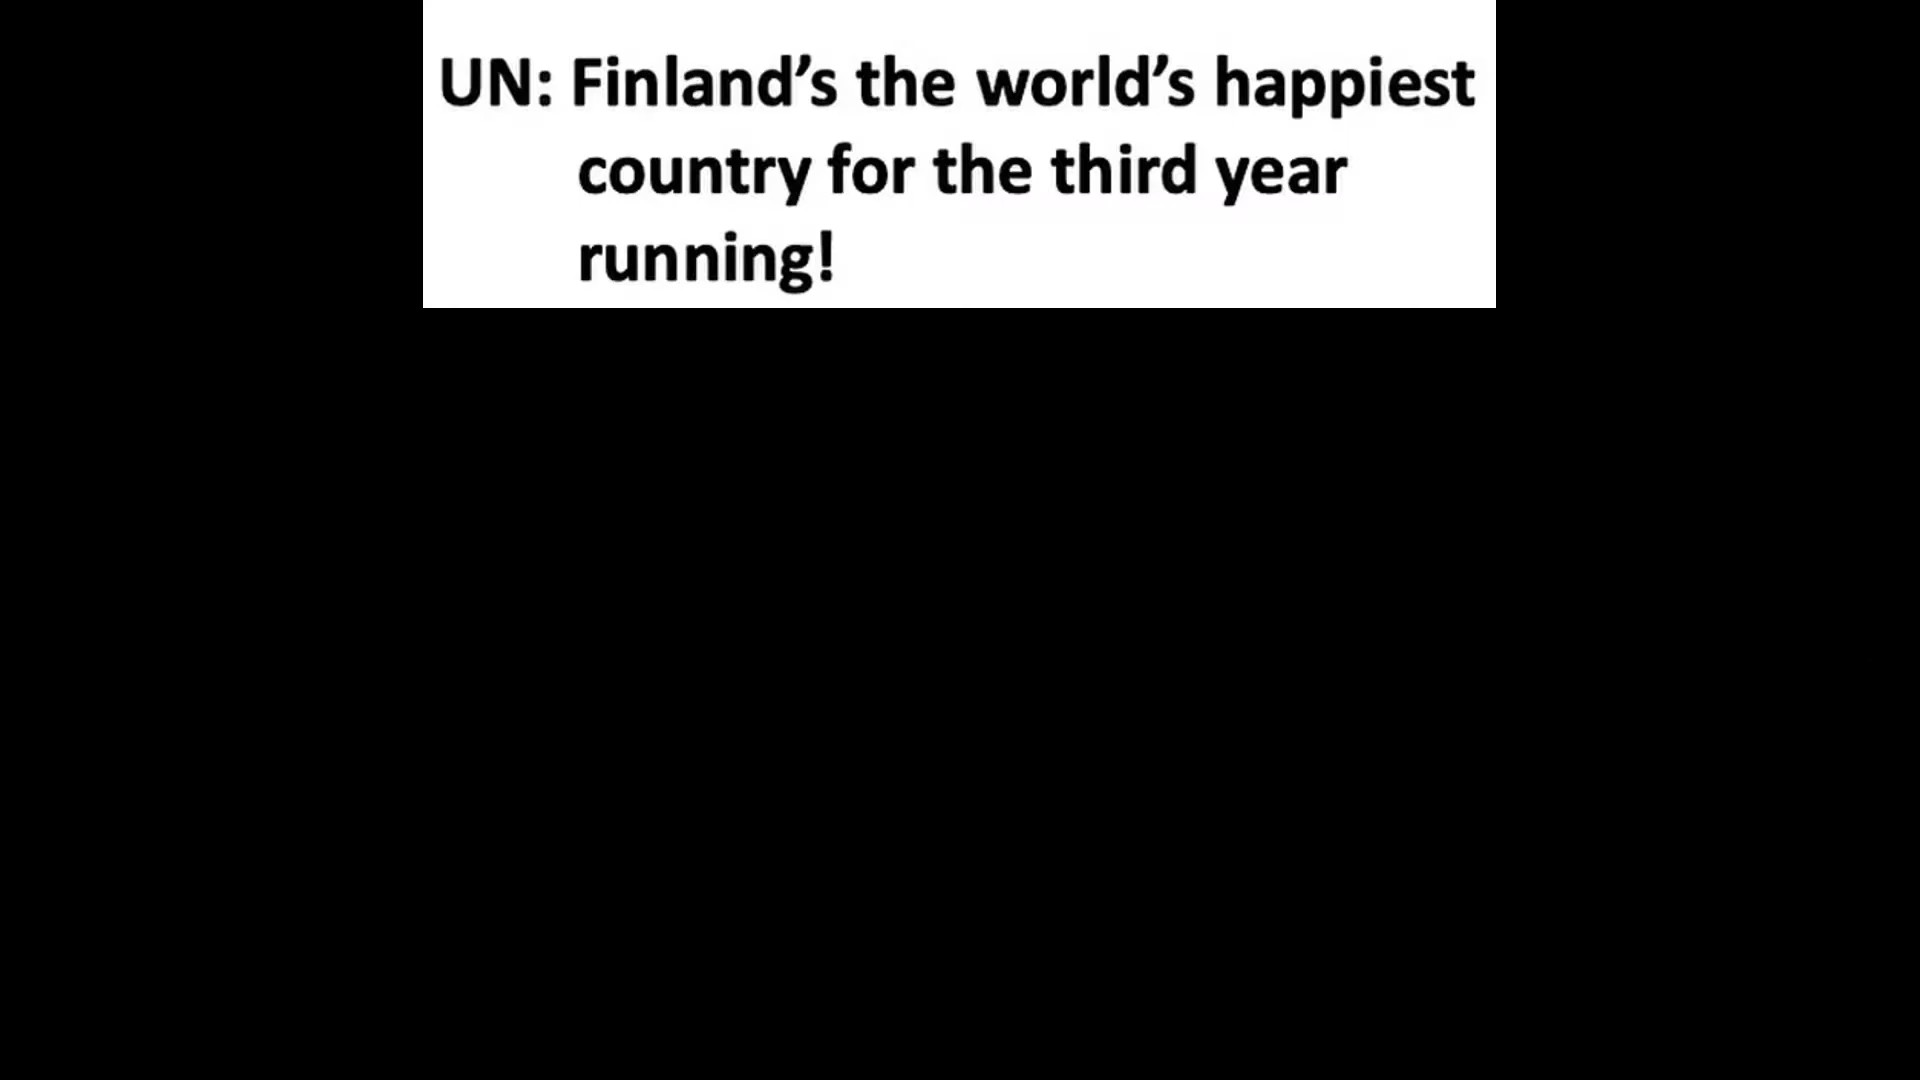 UN: Finland’s the world’s happiest
country for the third year
running!